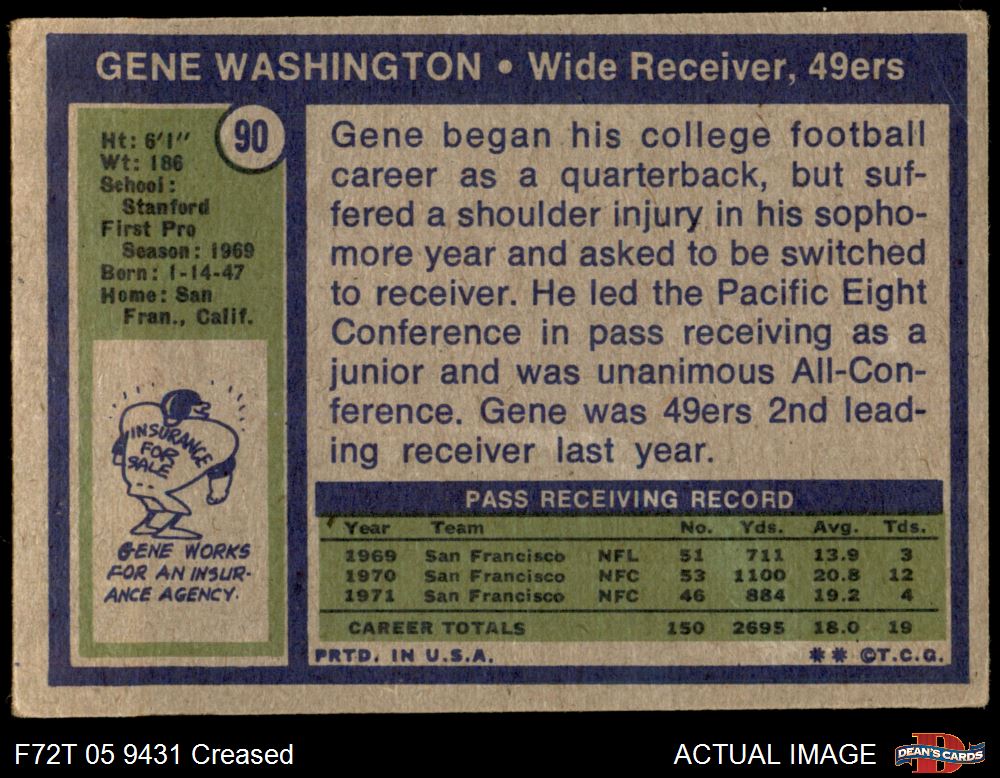 GENE WASHINGTON • Wide Receiver, 49ers
90
Ht: 6'1"
Wt: 186
School:
Stanford
First Pro
Season: 1969
Born: 1-14-47
Home: San
Fran., Calif.
INSURANCE
FOR
SALE
GENE WORKS
FOR AN INSUR-
ANCE AGENCY.
Gene began his college football
career as a quarterback, but suf-
fered a shoulder injury in his sopho-
more year and asked to be switched
to receiver. He led the Pacific Eight
Conference in pass receiving as a
junior and was unanimous All-Con-
ference. Gene was 49ers 2nd lead-
ing receiver last year.
PASS RECEIVING RECORD
Year Team No. Yds. Avg. Tds.
1969 San Francisco NFL 51 711 13.9 3
1970 San Francisco NFC 53 1100 20.8 12
1971 San Francisco NFC 46 884 19.2 4
CAREER TOTALS 150 2695 18.0 19
PRTD. IN U.S.A. ** ©T.C.G.
F72T 05 9431 Creased ACTUAL IMAGE
D
DEAN'S CARDS